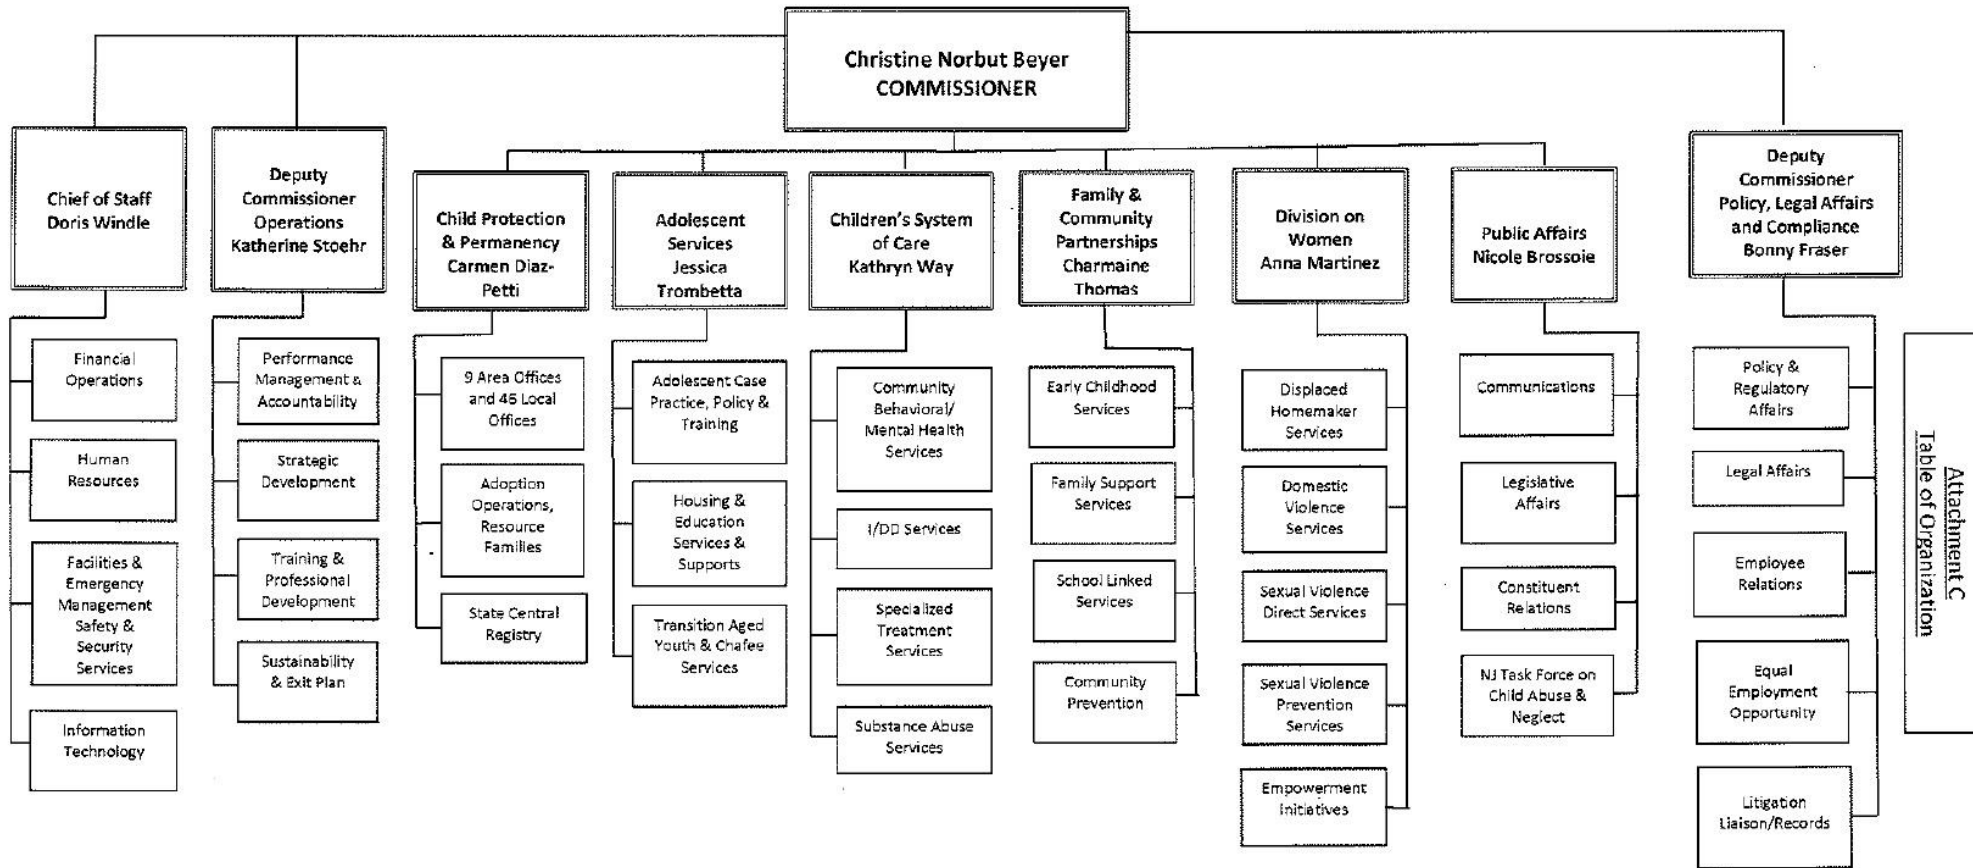 Christine Norbut Beyer
COMMISSIONER
Chief of Staff
Doris Windle
Financial
Operations
Human
Resources
Facilities &
Emergency
Management
Safety &
Security
Services
Information
Technology
Deputy
Commissioner
Operations
Katherine Stoehr
Performance
Management &
Accountability
Strategic
Development
Training &
Professional
Development
Sustainability
& Exit Plan
Child Protection
& Permanency
Carmen Diaz-
Petti
9 Area Offices
and 46 Local
Offices
Adoption
Operations,
Resource
Families
State Central
Registry
Adolescent
Services
Jessica
Trombetta
Adolescent Case
Practice, Policy &
Training
Housing &
Education
Services &
Supports
Transition Aged
Youth & Chafee
Services
Children's System
of Care
Kathryn Way
Community
Behavioral/
Mental Health
Services
I/DD Services
Specialized
Treatment
Services
Substance Abuse
Services
Family &
Community
Partnerships
Charmaine
Thomas
Early Childhood
Services
Family Support
Services
School Linked
Services
Community
Prevention
Division on
Women
Anna Martinez
Displaced
Homemaker
Services
Domestic
Violence
Services
Sexual Violence
Direct Services
Sexual Violence
Prevention
Services
Empowerment
Initiatives
Public Affairs
Nicole Brossoie
Communications
Legislative
Affairs
Constituent
Relations
NJ Task Force on
Child Abuse &
Neglect
Deputy
Commissioner
Policy, Legal Affairs
and Compliance
Bonny Fraser
Policy &
Regulatory
Affairs
Legal Affairs
Employee
Relations
Equal
Employment
Opportunity
Litigation
Liaison/Records
Attachment C
Table of Organization